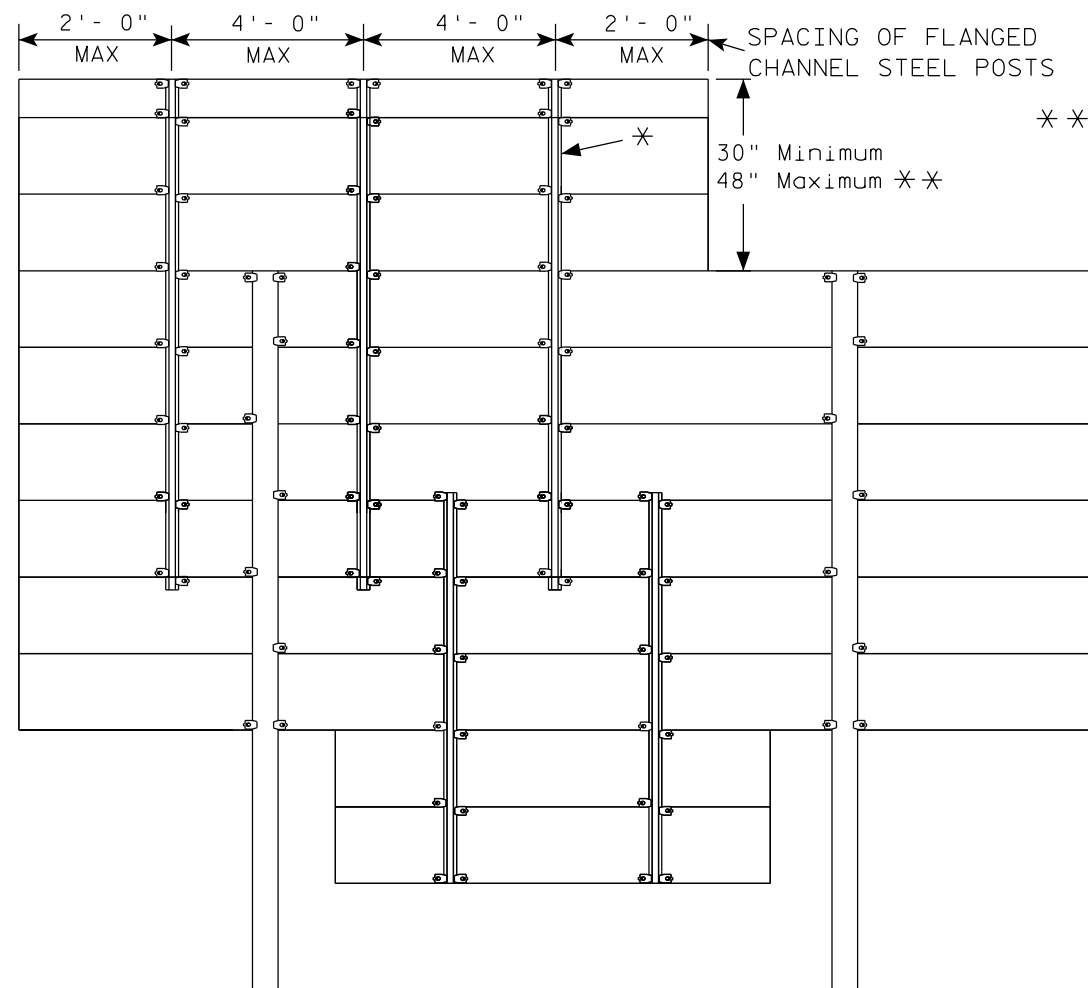 2'- 0" 4'- 0" 4'- 0" 2'- 0"
MAX MAX MAX MAX
SPACING OF FLANGED
CHANNEL STEEL POSTS
**
*
30" Minimum
48" Maximum **